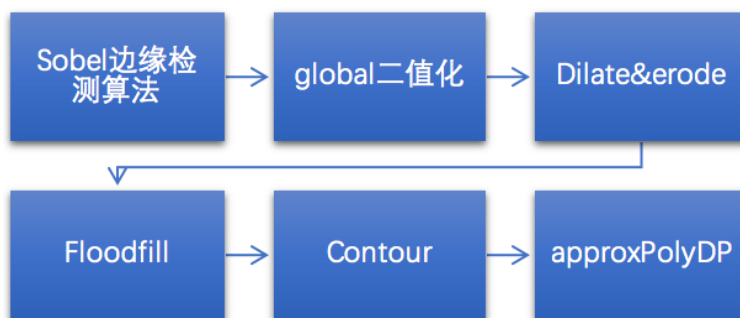 Sobel边缘检
测算法
global二值化
Dilate&erode
Floodfill
Contour
approxPolyDP